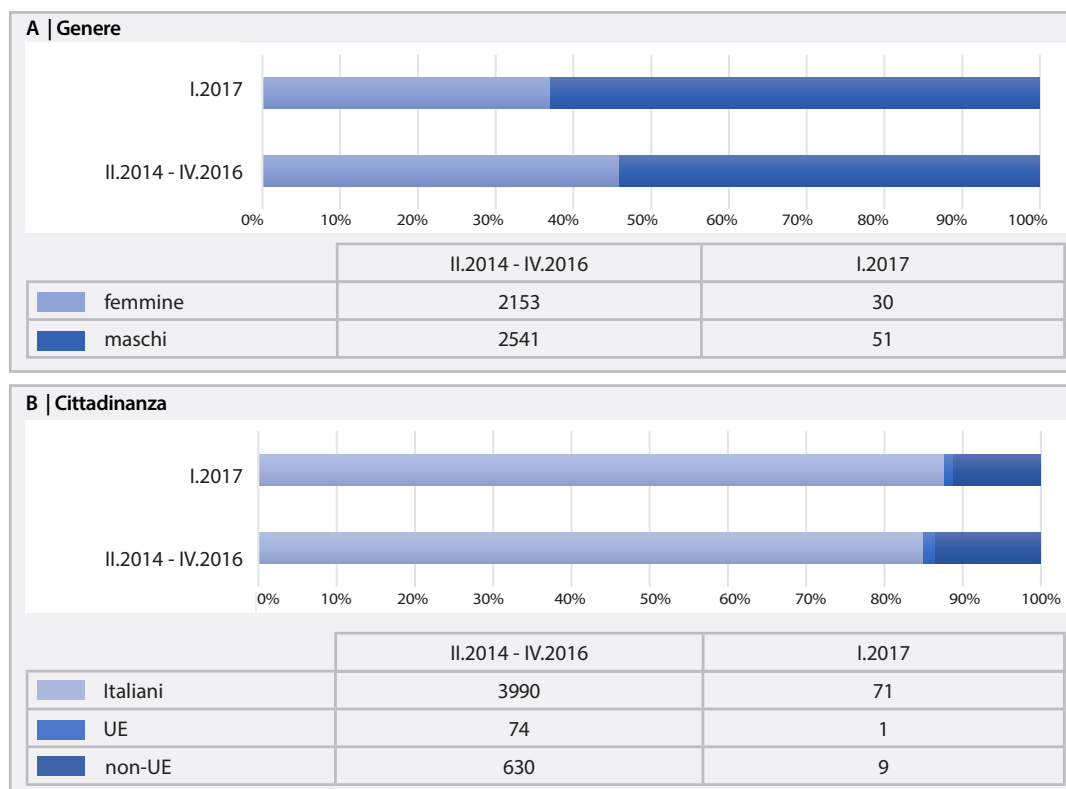 A | Genere
I.2017
II.2014 - IV.2016
0% 10% 20% 30% 40% 50% 60% 70% 80% 90% 100%
II.2014 - IV.2016 I.2017
femmine 2153 30
maschi 2541 51
B | Cittadinanza
I.2017
II.2014 - IV.2016
0% 10% 20% 30% 40% 50% 60% 70% 80% 90% 100%
II.2014 - IV.2016 I.2017
Italiani 3990 71
UE 74 1
non-UE 630 9